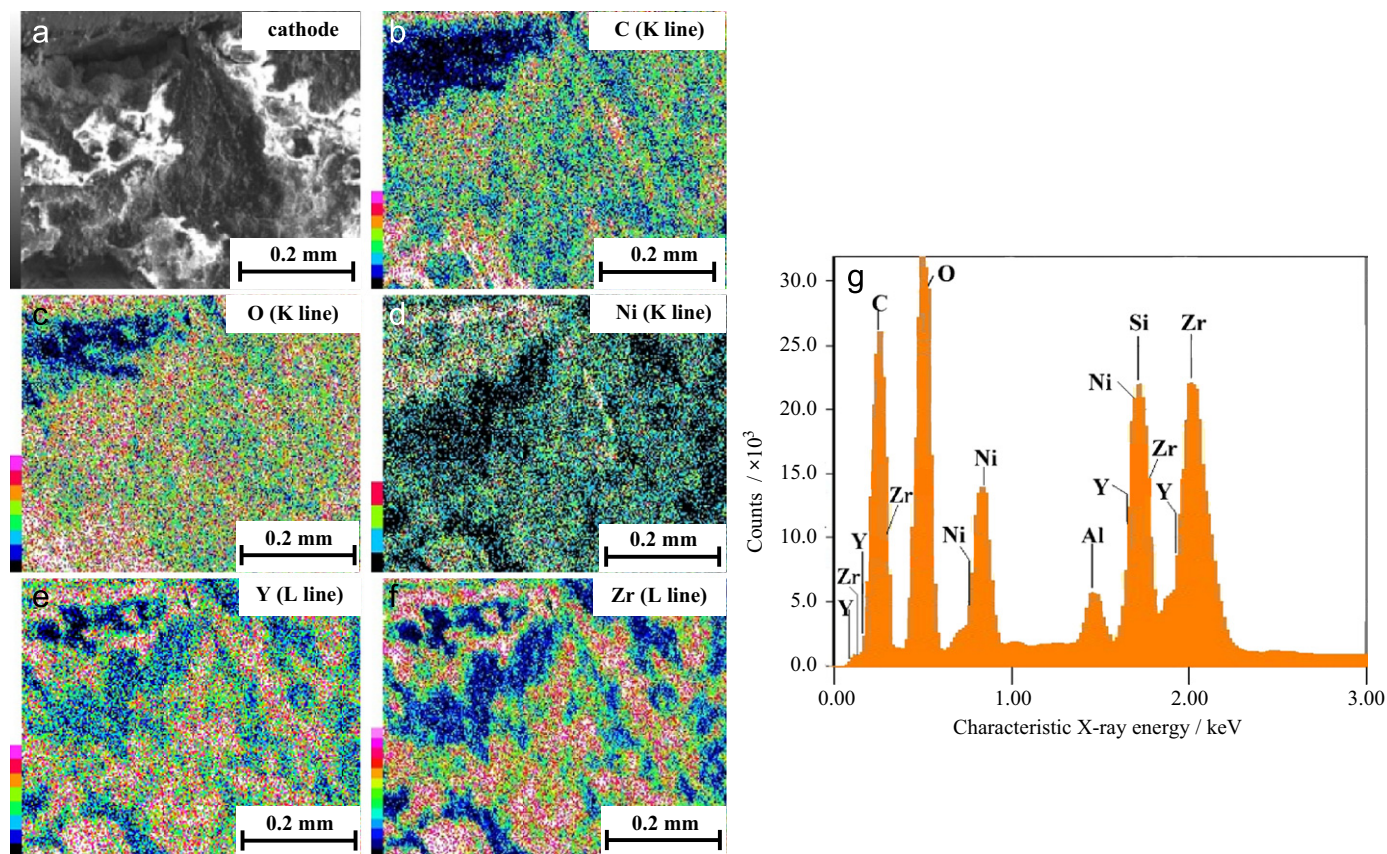 a
cathode
0.2 mm
b
C (K line)
0.2 mm
c
O (K line)
0.2 mm
d
Ni (K line)
0.2 mm
e
Y (L line)
0.2 mm
f
Zr (L line)
0.2 mm
g
30.0
25.0
20.0
15.0
10.0
5.0
0.0
Counts / ×10³
C
O
Si
Zr
Ni
Ni
Zr
Y
Y
Zr
Al
Ni
Y
Zr
Y
0.00
1.00
2.00
3.00
Characteristic X-ray energy / keV